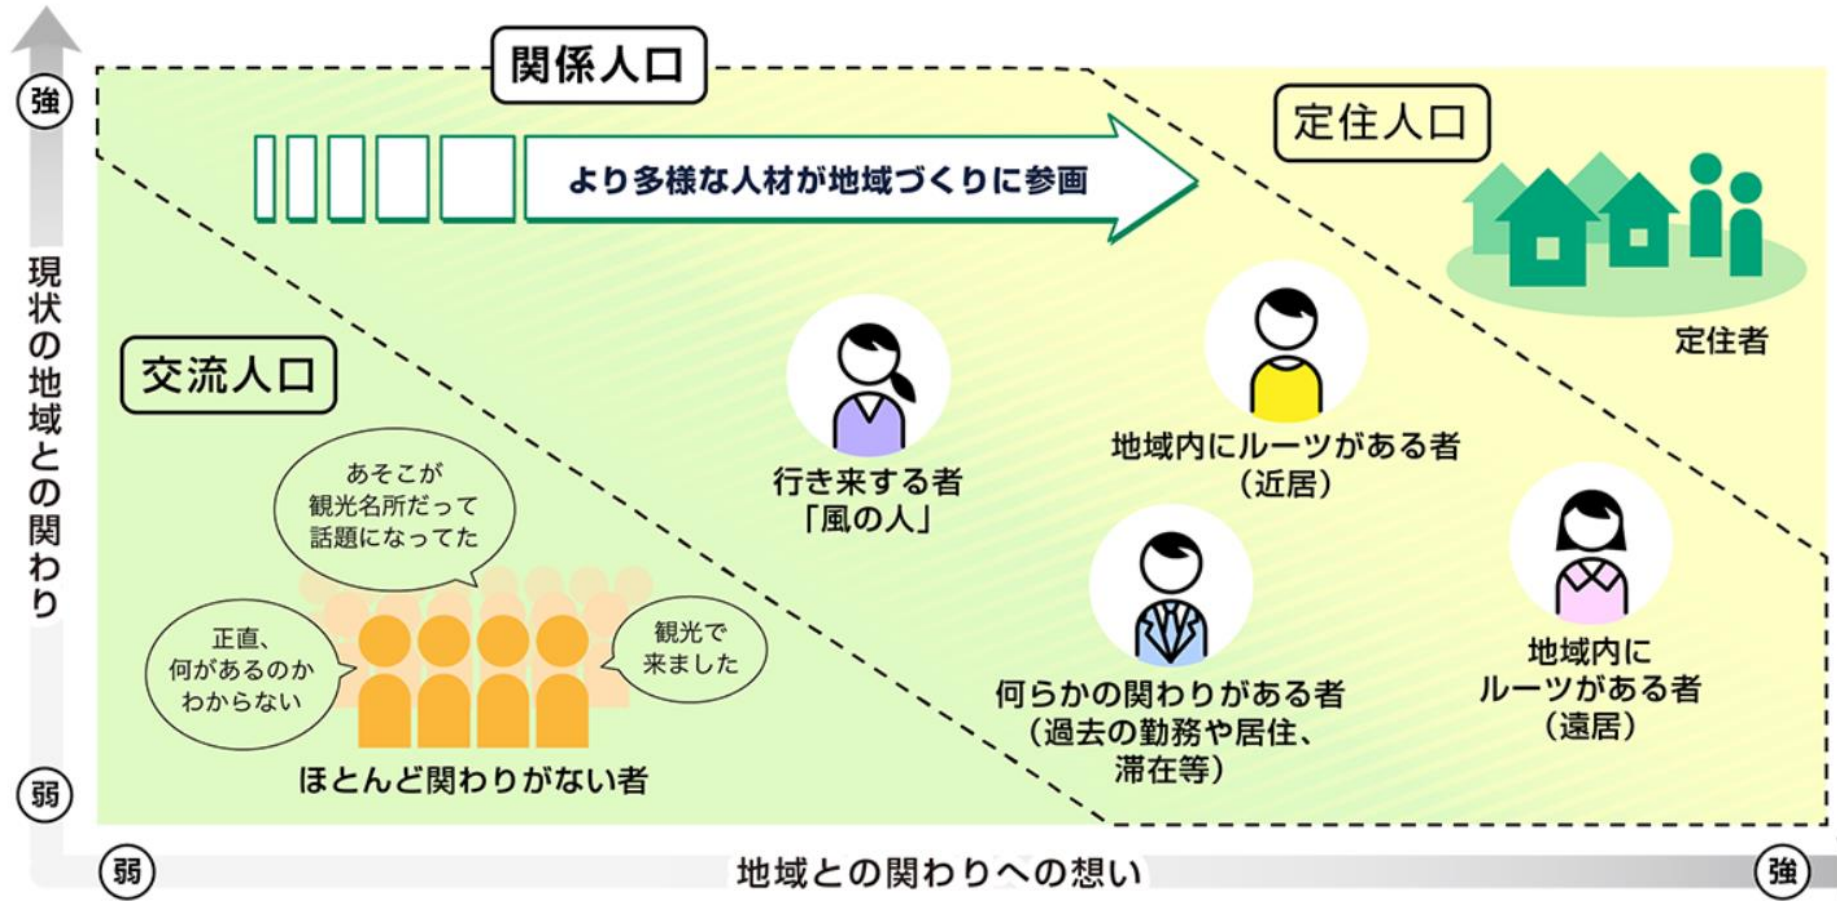 関係人口
強
定住人口
より多様な人材が地域づくりに参画
定住者
現状の地域との関わり
交流人口
あそこが
観光名所だって
話題になってた
地域内にルーツがある者
（近居）
行き来する者
「風の人」
正直、
何があるのか
わからない
観光で
来ました
地域内に
ルーツがある者
（遠居）
何らかの関わりがある者
（過去の勤務や居住、
滞在等）
ほとんど関わりがない者
弱
弱
地域との関わりへの想い
強